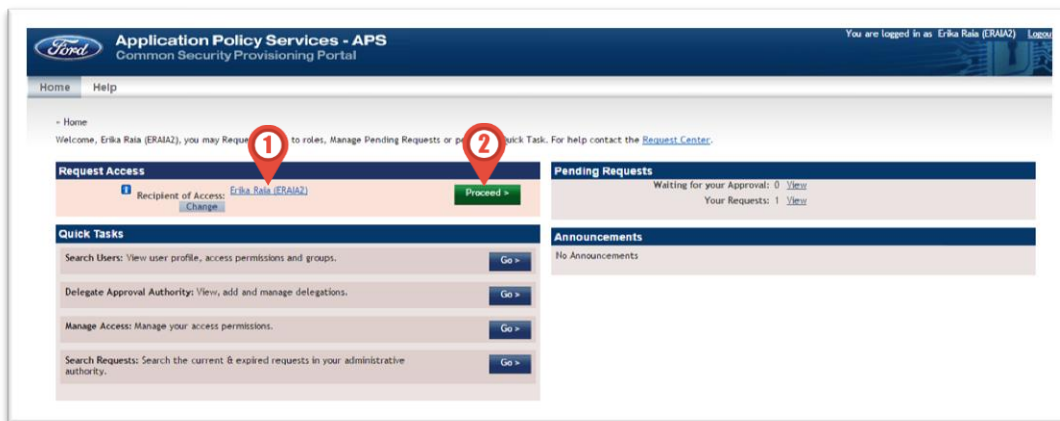 Ford
Application Policy Services - APS
Common Security Provisioning Portal
You are logged in as Erika Raia (ERAIA2) Logou
Home Help
- Home
Welcome, Erika Raia (ERAIA2), you may Reque to roles, Manage Pending Requests or pe uick Task. For help contact the Request Center.
1
2
Request Access
Recipient of Access: Erika Raia (ERAIA2)
Change
Proceed >
Quick Tasks
Search Users: View user profile, access permissions and groups.
Go >
Delegate Approval Authority: View, add and manage delegations.
Go >
Manage Access: Manage your access permissions.
Go >
Search Requests: Search the current & expired requests in your administrative
authority.
Go >
Pending Requests
Waiting for your Approval: 0 View
Your Requests: 1 View
Announcements
No Announcements